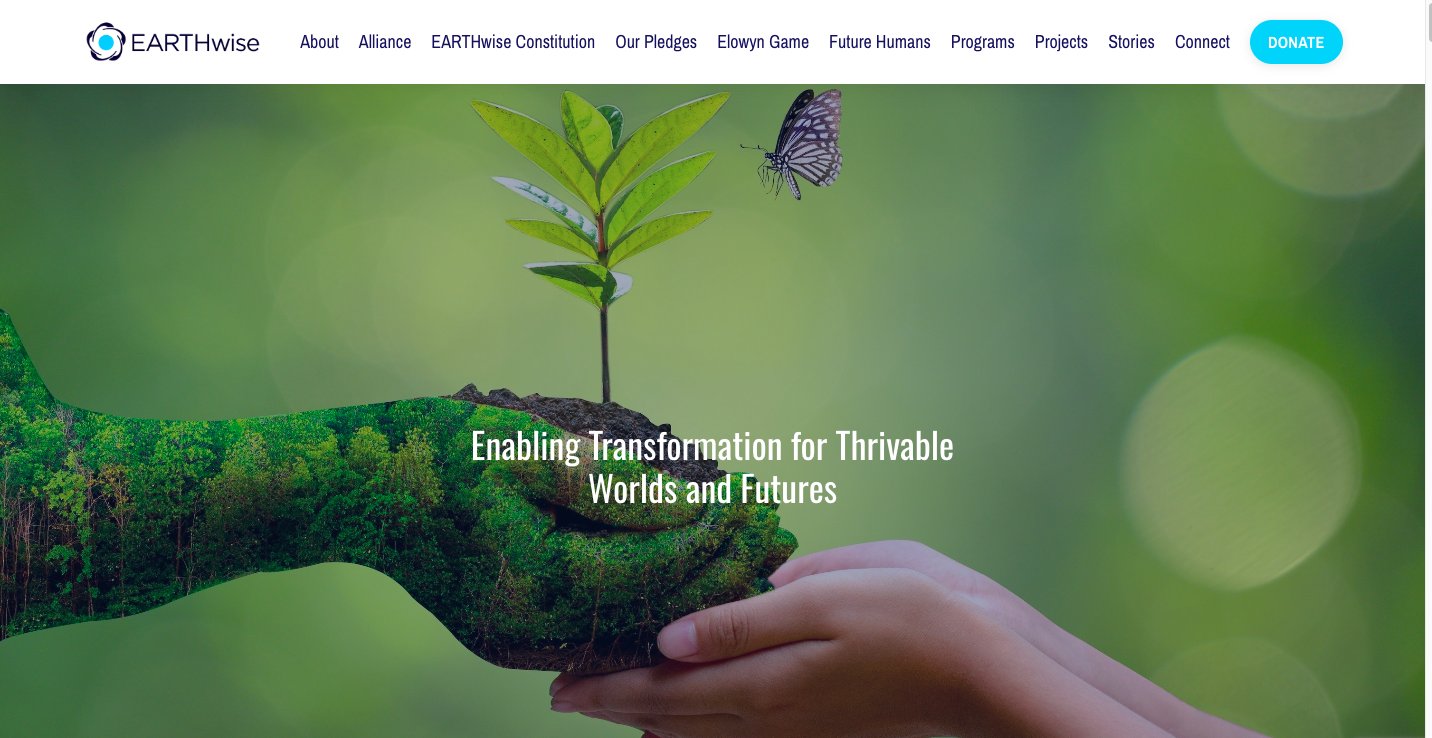 EARTHwise
About
Alliance
EARTHwise Constitution
Our Pledges
Elowyn Game
Future Humans
Programs
Projects
Stories
Connect
DONATE
Enabling Transformation for Thrivable
Worlds and Futures